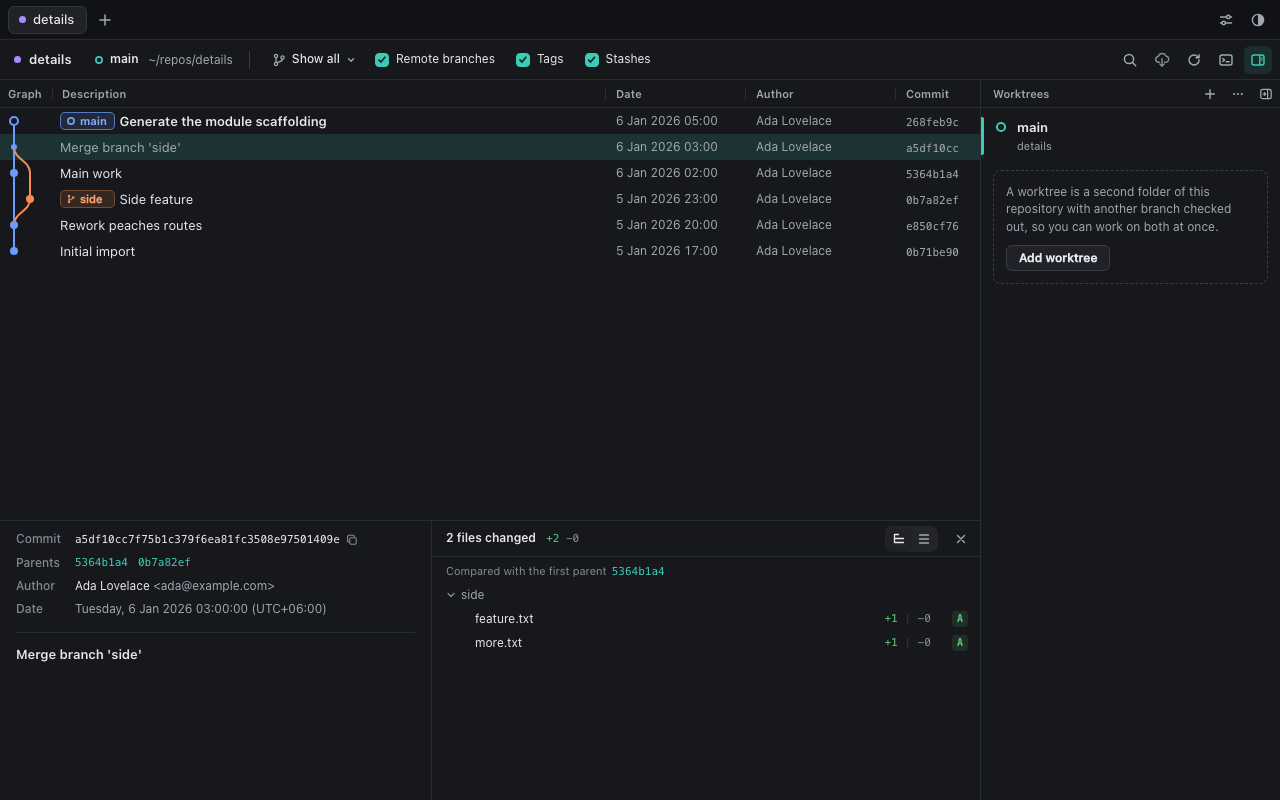 details
details
main
~/repos/details
Show all
Remote branches
Tags
Stashes
Graph
Description
Date
Author
Commit
main
Generate the module scaffolding
6 Jan 2026 05:00
Ada Lovelace
268feb9c
Merge branch 'side'
6 Jan 2026 03:00
Ada Lovelace
a5df10cc
Main work
6 Jan 2026 02:00
Ada Lovelace
5364b1a4
side
Side feature
5 Jan 2026 23:00
Ada Lovelace
0b7a82ef
Rework peaches routes
5 Jan 2026 20:00
Ada Lovelace
e850cf76
Initial import
5 Jan 2026 17:00
Ada Lovelace
0b71be90
Worktrees
main
details
A worktree is a second folder of this
repository with another branch checked
out, so you can work on both at once.
Add worktree
Commit
a5df10cc7f75b1c379f6ea81fc3508e97501409e
Parents
5364b1a4 0b7a82ef
Author
Ada Lovelace <ada@example.com>
Date
Tuesday, 6 Jan 2026 03:00:00 (UTC+06:00)
Merge branch 'side'
2 files changed
+2 −0
Compared with the first parent 5364b1a4
side
feature.txt
+1 | −0
A
more.txt
+1 | −0
A